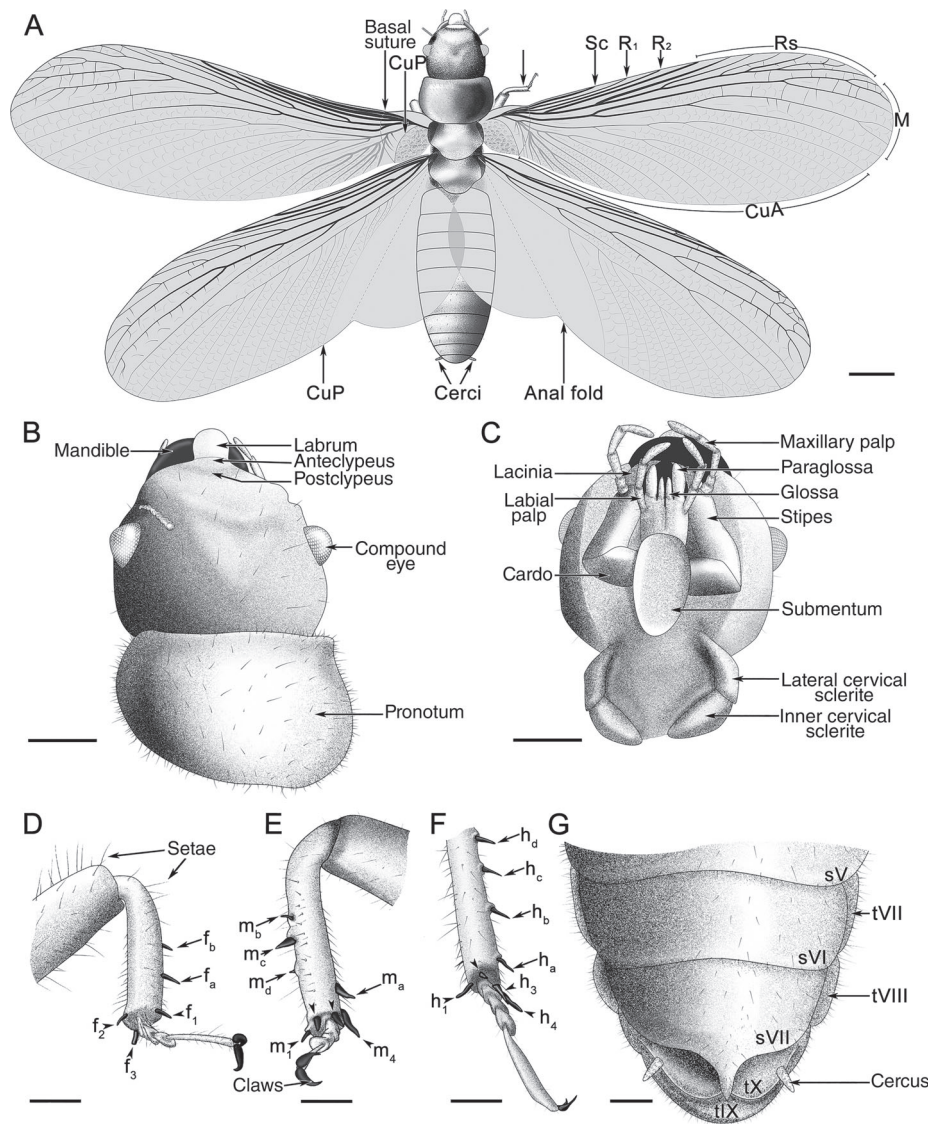 A
Basal
suture
CuP
Sc
R1
R2
Rs
M
CuA
CuP
Cerci
Anal fold
B
Mandible
Labrum
Anteclypeus
Postclypeus
Compound
eye
Pronotum
C
Maxillary palp
Lacinia
Paraglossa
Labial
palp
Glossa
Stipes
Cardo
Submentum
Lateral cervical
sclerite
Inner cervical
sclerite
D
Setae
fb
fa
f1
f2
f3
E
mb
mc
md
ma
m1
m4
Claws
F
hd
hc
hb
ha
h3
h1
h4
G
sV
tVII
sVI
tVIII
sVII
tX
Cercus
tIX